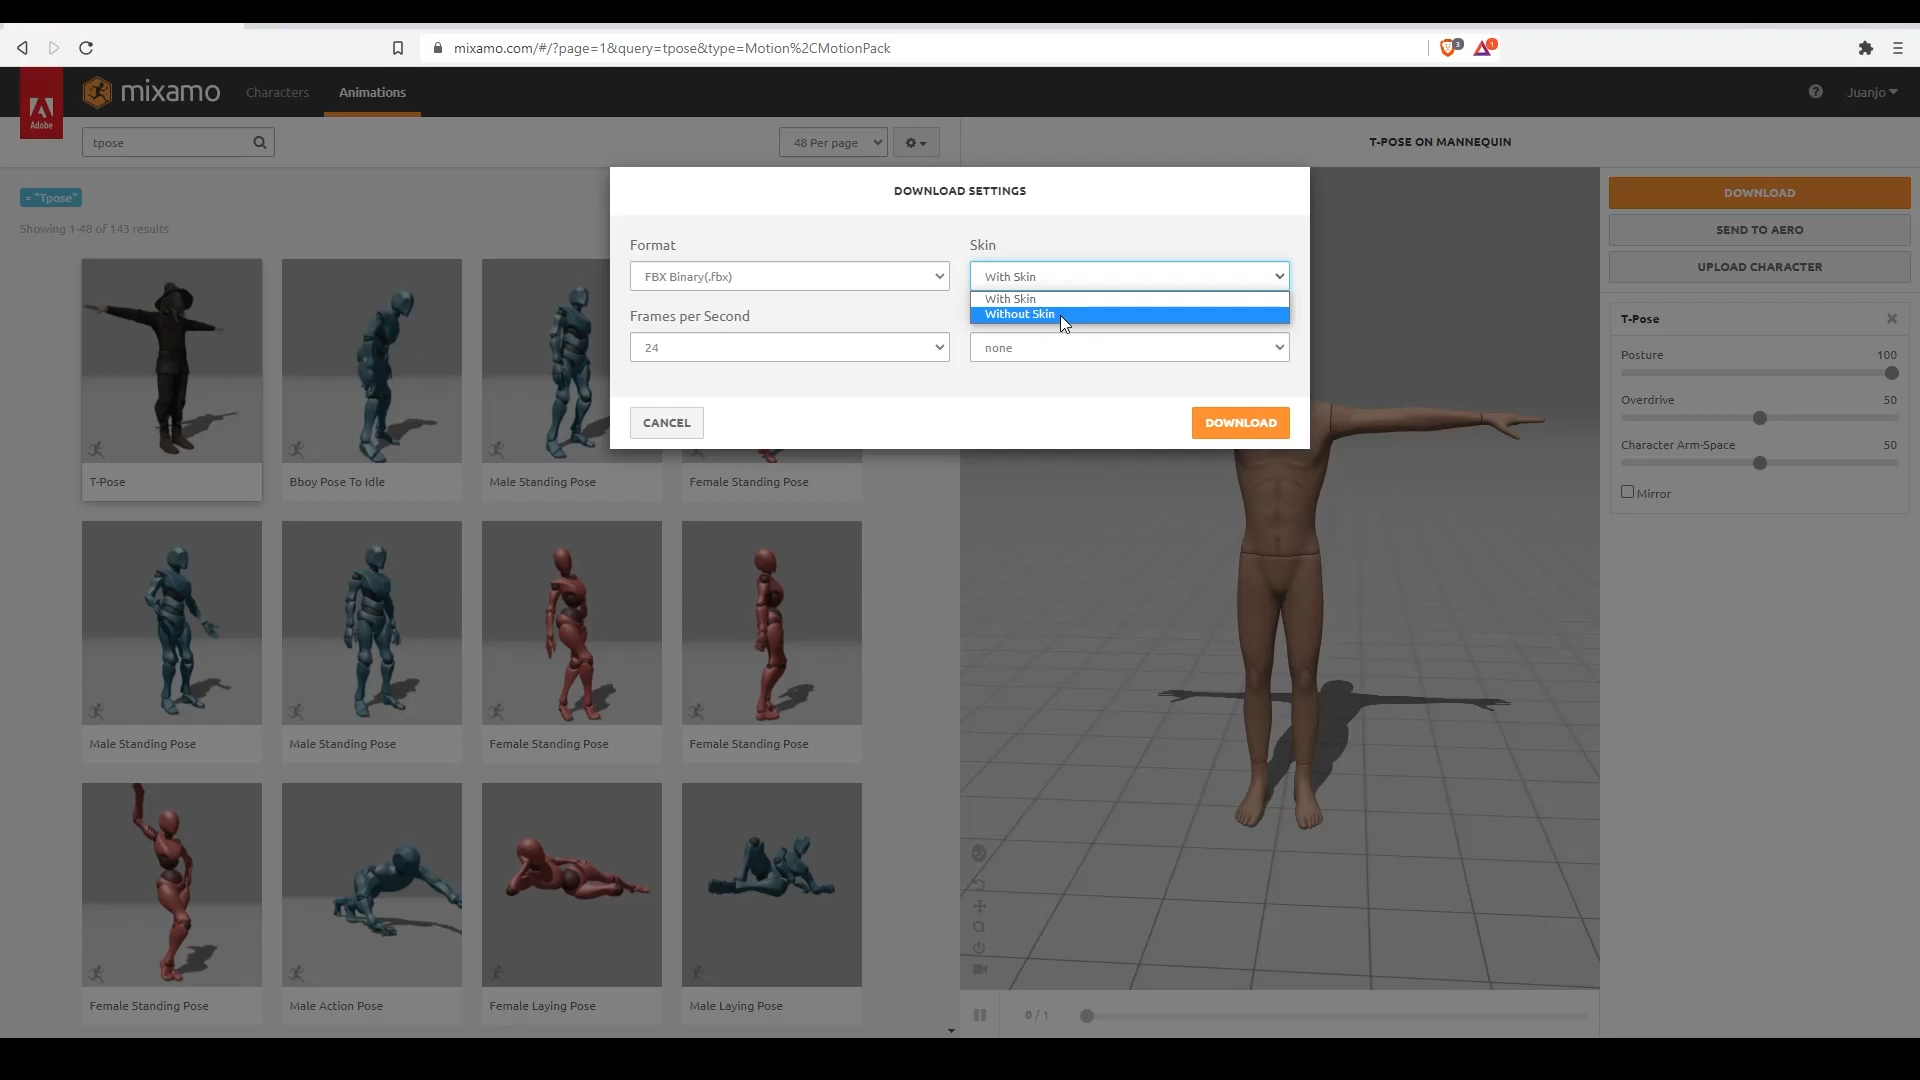 mixamo.com/#/?page=1&query=tpose&type=Motion%2CMotionPack
3
1
Adobe
mixamo
Characters
Animations
Juanjo
tpose
48 Per page
T-POSE ON MANNEQUIN
= "Tpose"
Showing 1-48 of 143 results
DOWNLOAD SETTINGS
Format
Skin
FBX Binary(.fbx)
With Skin
With Skin
Without Skin
Frames per Second
24
none
CANCEL
DOWNLOAD
DOWNLOAD
SEND TO AERO
UPLOAD CHARACTER
T-Pose
Posture
100
Overdrive
50
Character Arm-Space
50
Mirror
T-Pose
Bboy Pose To Idle
Male Standing Pose
Female Standing Pose
Male Standing Pose
Male Standing Pose
Female Standing Pose
Female Standing Pose
Female Standing Pose
Male Action Pose
Female Laying Pose
Male Laying Pose
0 / 1